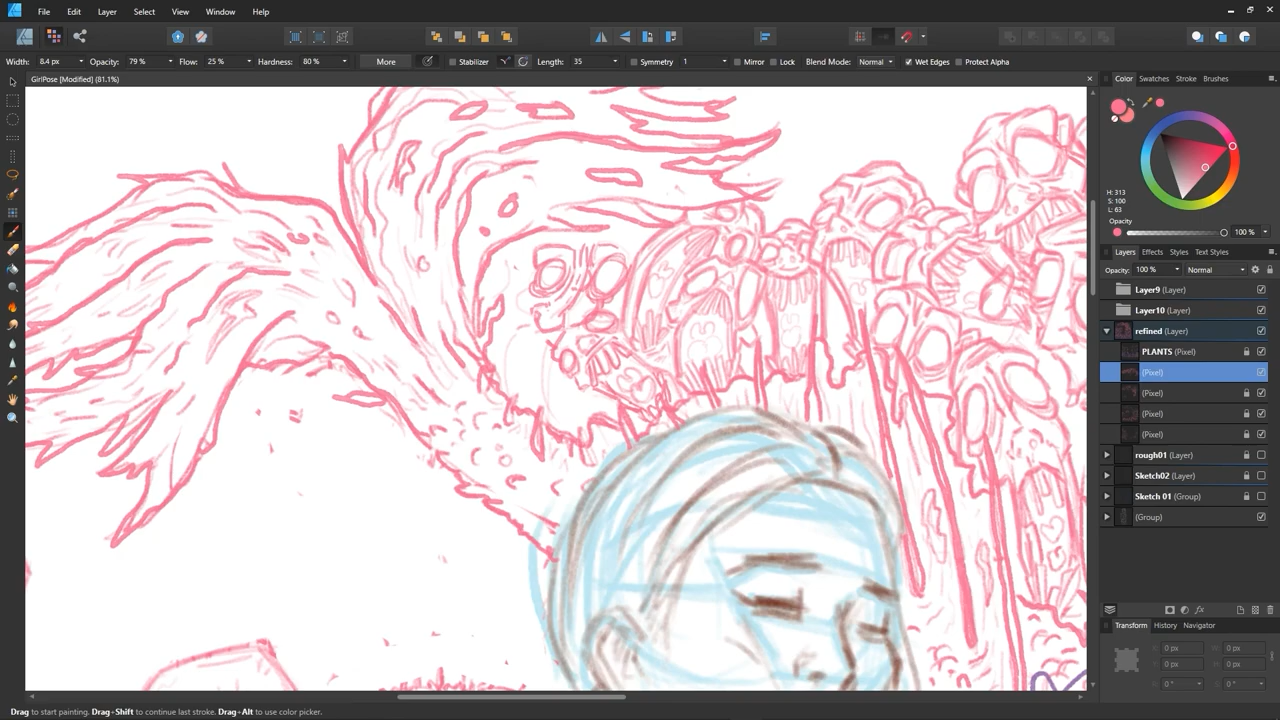 File Edit Layer Select View Window Help
Width: 8.4 px Opacity: 79 % Flow: 25 % Hardness: 80 % More Stabilizer Length: 35 Symmetry 1 Mirror Lock Blend Mode: Normal Wet Edges Protect Alpha
GirlPose [Modified] (81.1%)
Color Swatches Stroke Brushes
H: 313
S: 100
L: 63
Opacity
100 %
Layers Effects Styles Text Styles
Opacity: 100 % Normal
Layer9 (Layer)
Layer10 (Layer)
refined (Layer)
PLANTS (Pixel)
(Pixel)
(Pixel)
(Pixel)
(Pixel)
rough01 (Layer)
Sketch02 (Layer)
Sketch 01 (Group)
(Group)
Transform History Navigator
X: 0 px W: 0 px
Y: 0 px H: 0 px
R: 0 ° S: 0 °
Drag to start painting. Drag+Shift to continue last stroke. Drag+Alt to use color picker.